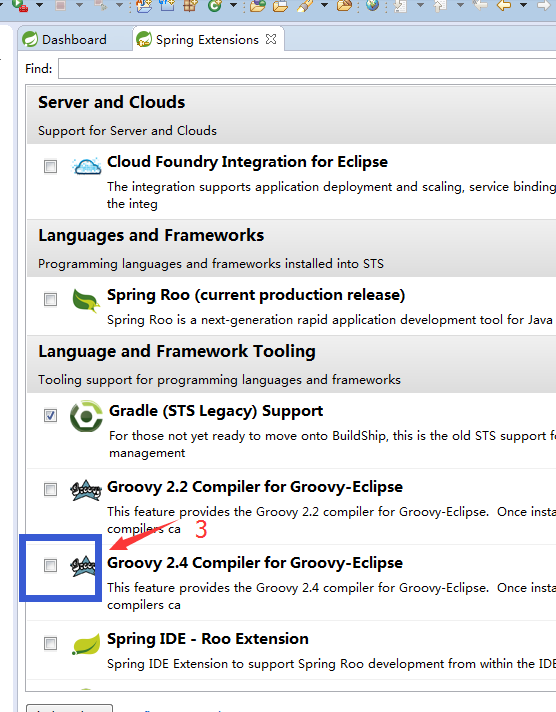 Dashboard
Spring Extensions
Find:
Server and Clouds
Support for Server and Clouds
Cloud Foundry Integration for Eclipse
The integration supports application deployment and scaling, service binding
the integ
Languages and Frameworks
Programming languages and frameworks installed into STS
Spring Roo (current production release)
Spring Roo is a next-generation rapid application development tool for Java
Language and Framework Tooling
Tooling support for programming languages and frameworks
Gradle (STS Legacy) Support
For those not yet ready to move onto BuildShip, this is the old STS support f
management
Groovy 2.2 Compiler for Groovy-Eclipse
This feature provides the Groovy 2.2 compiler for Groovy-Eclipse. Once insta
compilers ca
3
Groovy 2.4 Compiler for Groovy-Eclipse
This feature provides the Groovy 2.4 compiler for Groovy-Eclipse. Once insta
compilers ca
Spring IDE - Roo Extension
Spring IDE Extension to support Spring Roo development from within the IDE